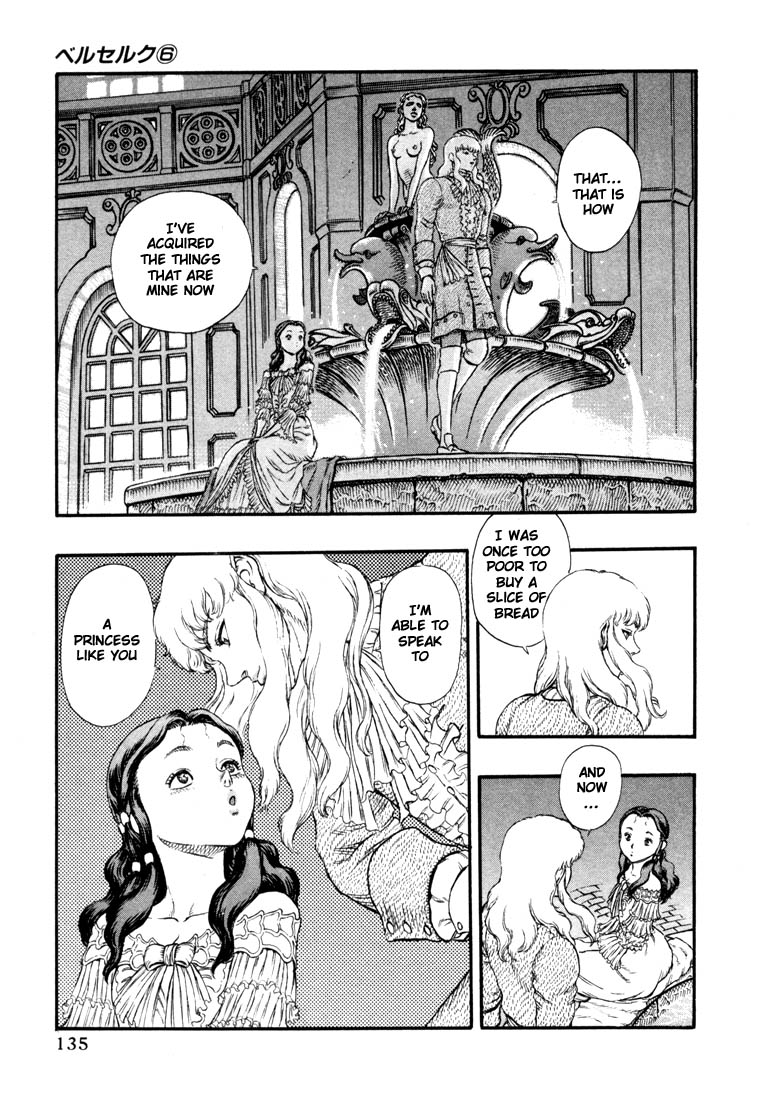 ベルセルク⑥
THAT...
THAT IS
HOW
I'VE
ACQUIRED
THE THINGS
THAT ARE
MINE NOW
I WAS
ONCE TOO
POOR TO
BUY A
SLICE OF
BREAD
AND
NOW
...
I'M
ABLE TO
SPEAK
TO
A
PRINCESS
LIKE YOU
135